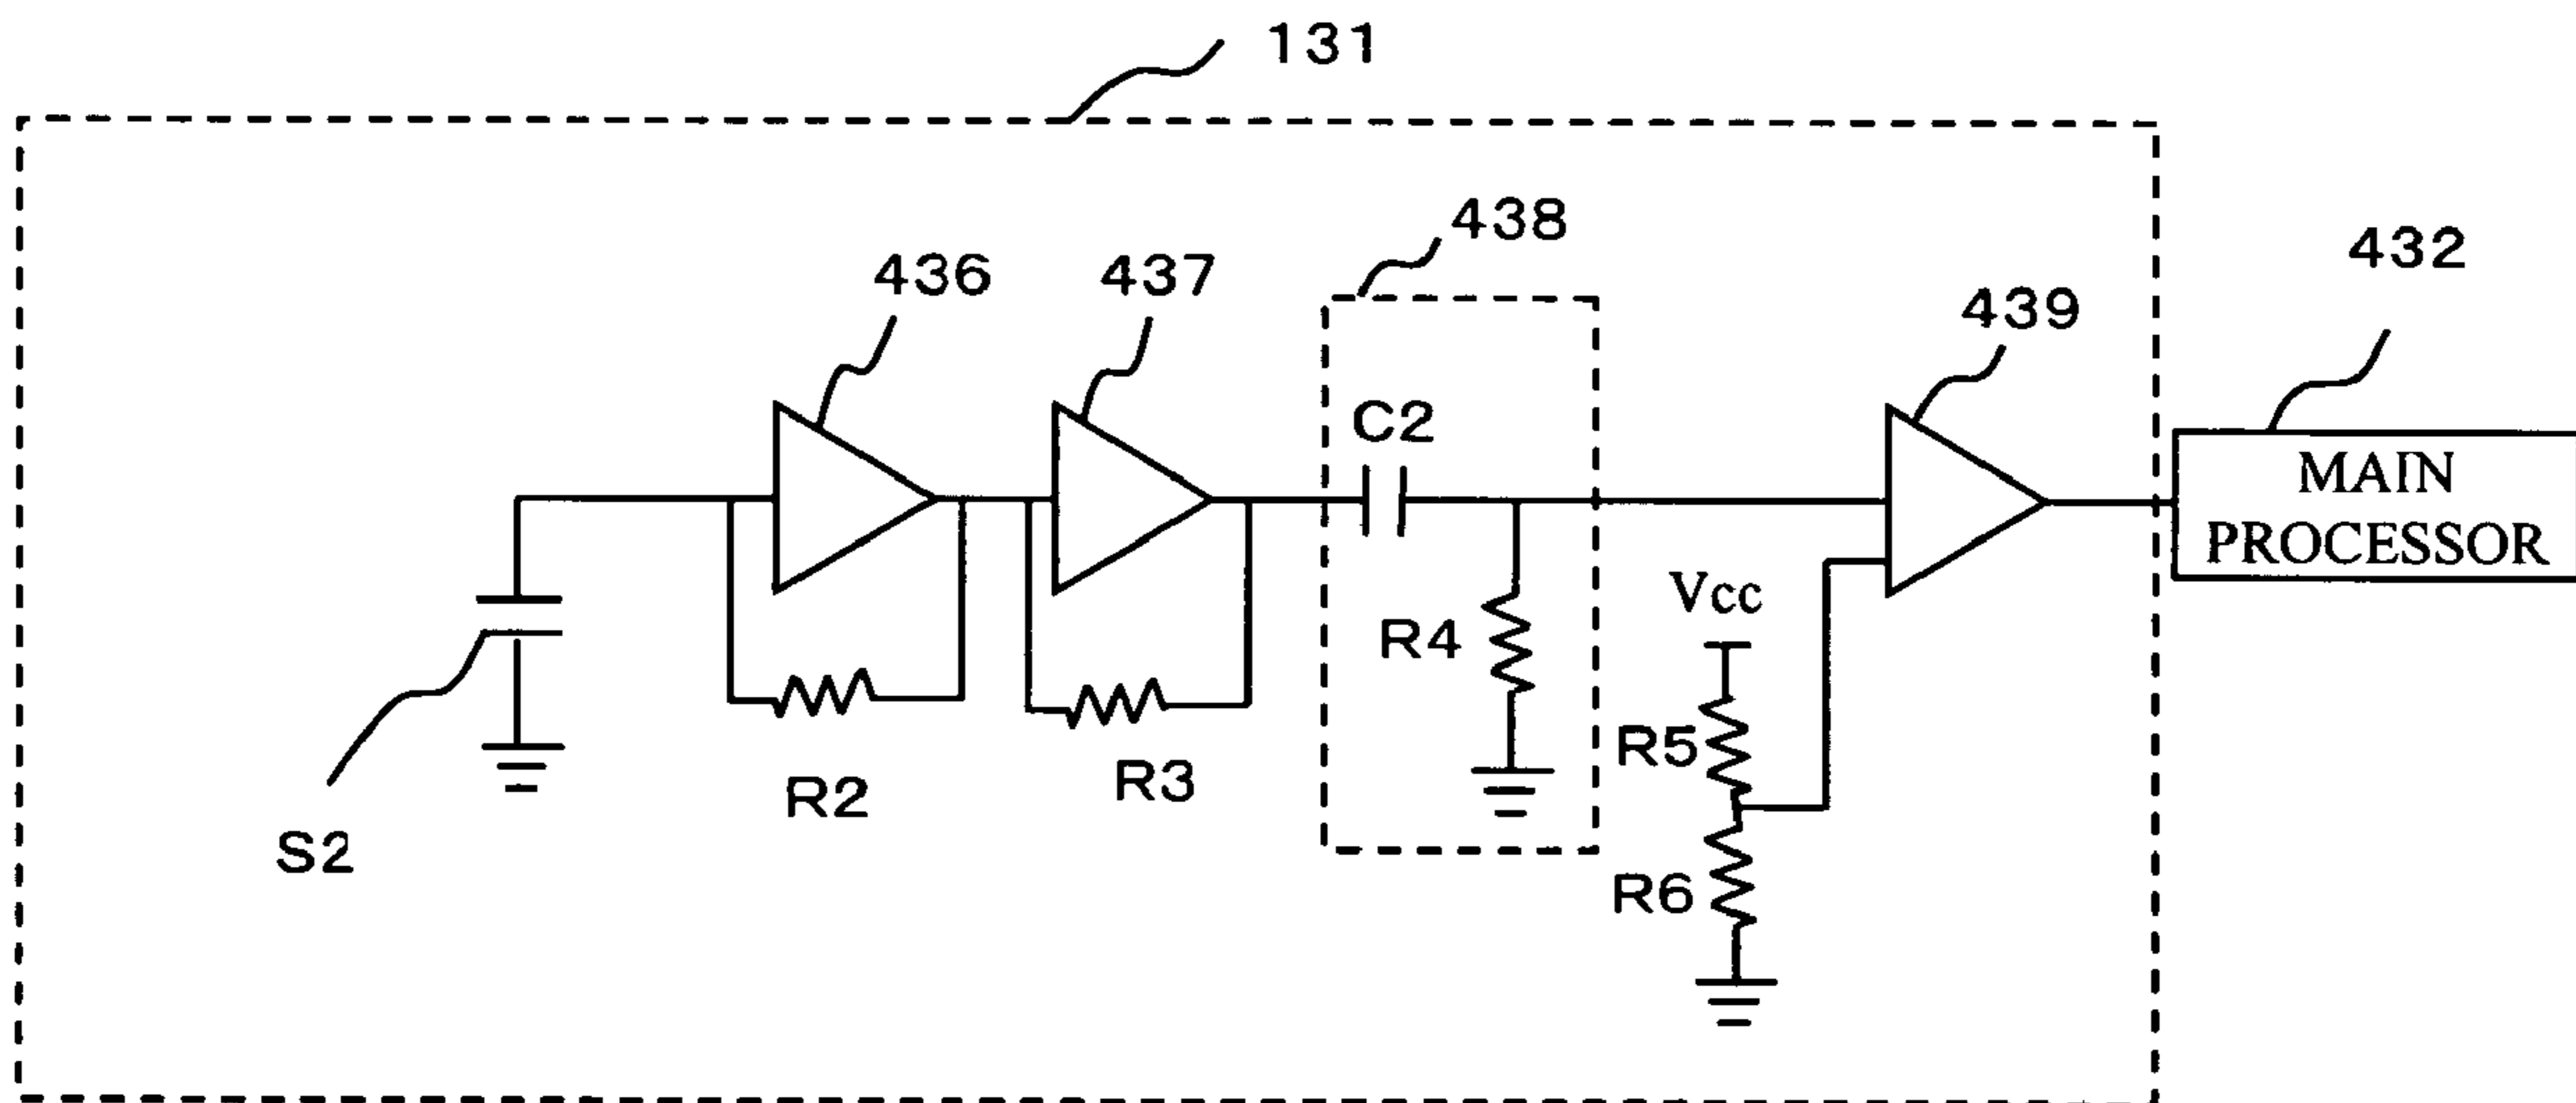 131
438
432
436
437
439
C2
MAIN
PROCESSOR
Vcc
R4
R5
R2
R3
S2
R6